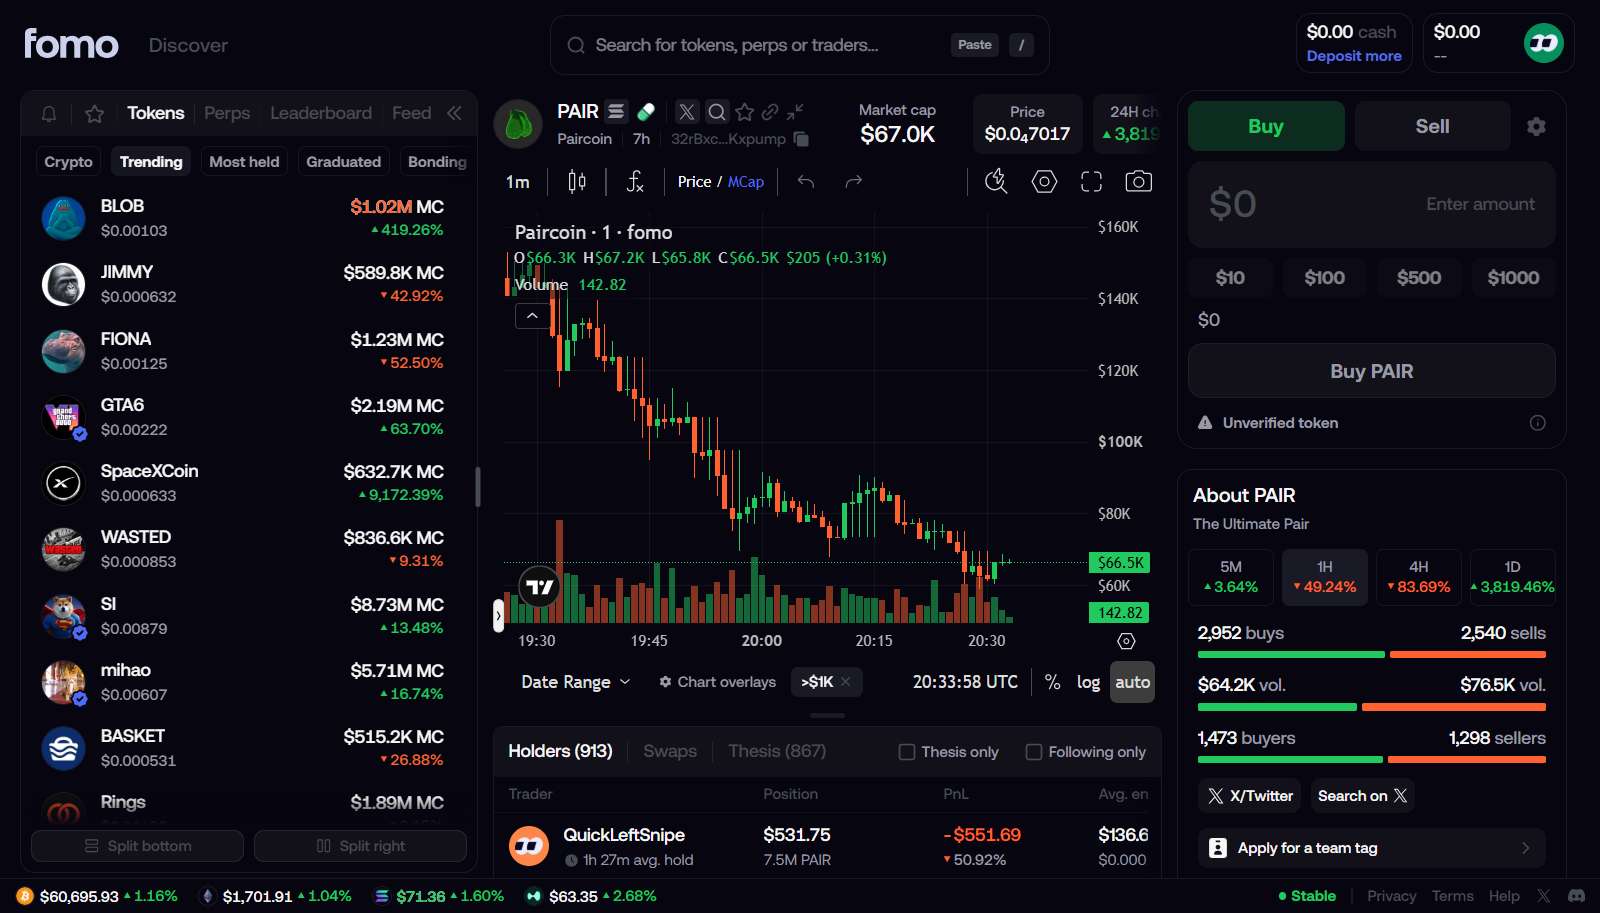 fomo
Discover
Search for tokens, perps or traders...
Paste
/
$0.00 cash
Deposit more
$0.00
--
Tokens
Perps
Leaderboard
Feed
Crypto
Trending
Most held
Graduated
Bonding
BLOB
$1.02M MC
$0.00103
419.26%
JIMMY
$589.8K MC
$0.000632
42.92%
FIONA
$1.23M MC
$0.00125
52.50%
GTA6
$2.19M MC
$0.00222
63.70%
SpaceXCoin
$632.7K MC
$0.000633
9,172.39%
WASTED
$836.6K MC
$0.000853
9.31%
SI
$8.73M MC
$0.00879
13.48%
mihao
$5.71M MC
$0.00607
16.74%
BASKET
$515.2K MC
$0.000531
26.88%
Rings
$1.89M MC
Split bottom
Split right
PAIR
Paircoin
7h
32rBxc...Kxpump
Market cap
$67.0K
Price
$0.0₄7017
24H ch
3,819
1m
Price / MCap
Paircoin · 1 · fomo
O$66.3K H$67.2K L$65.8K C$66.5K $205 (+0.31%)
Volume 142.82
$160K
$140K
$120K
$100K
$80K
$66.5K
$60K
142.82
19:30
19:45
20:00
20:15
20:30
Date Range
Chart overlays
>$1K
20:33:58 UTC
%
log
auto
Holders (913)
Swaps
Thesis (867)
Thesis only
Following only
Trader
Position
PnL
Avg. en
QuickLeftSnipe
$531.75
-$551.69
$136.6
1h 27m avg. hold
7.5M PAIR
50.92%
$0.000
Buy
Sell
$0
Enter amount
$10
$100
$500
$1000
$0
Buy PAIR
Unverified token
About PAIR
The Ultimate Pair
5M
3.64%
1H
49.24%
4H
83.69%
1D
3,819.46%
2,952 buys
2,540 sells
$64.2K vol.
$76.5K vol.
1,473 buyers
1,298 sellers
X/Twitter
Search on X
Apply for a team tag
$60,695.93 1.16%
$1,701.91 1.04%
$71.36 1.60%
$63.35 2.68%
Stable
Privacy
Terms
Help